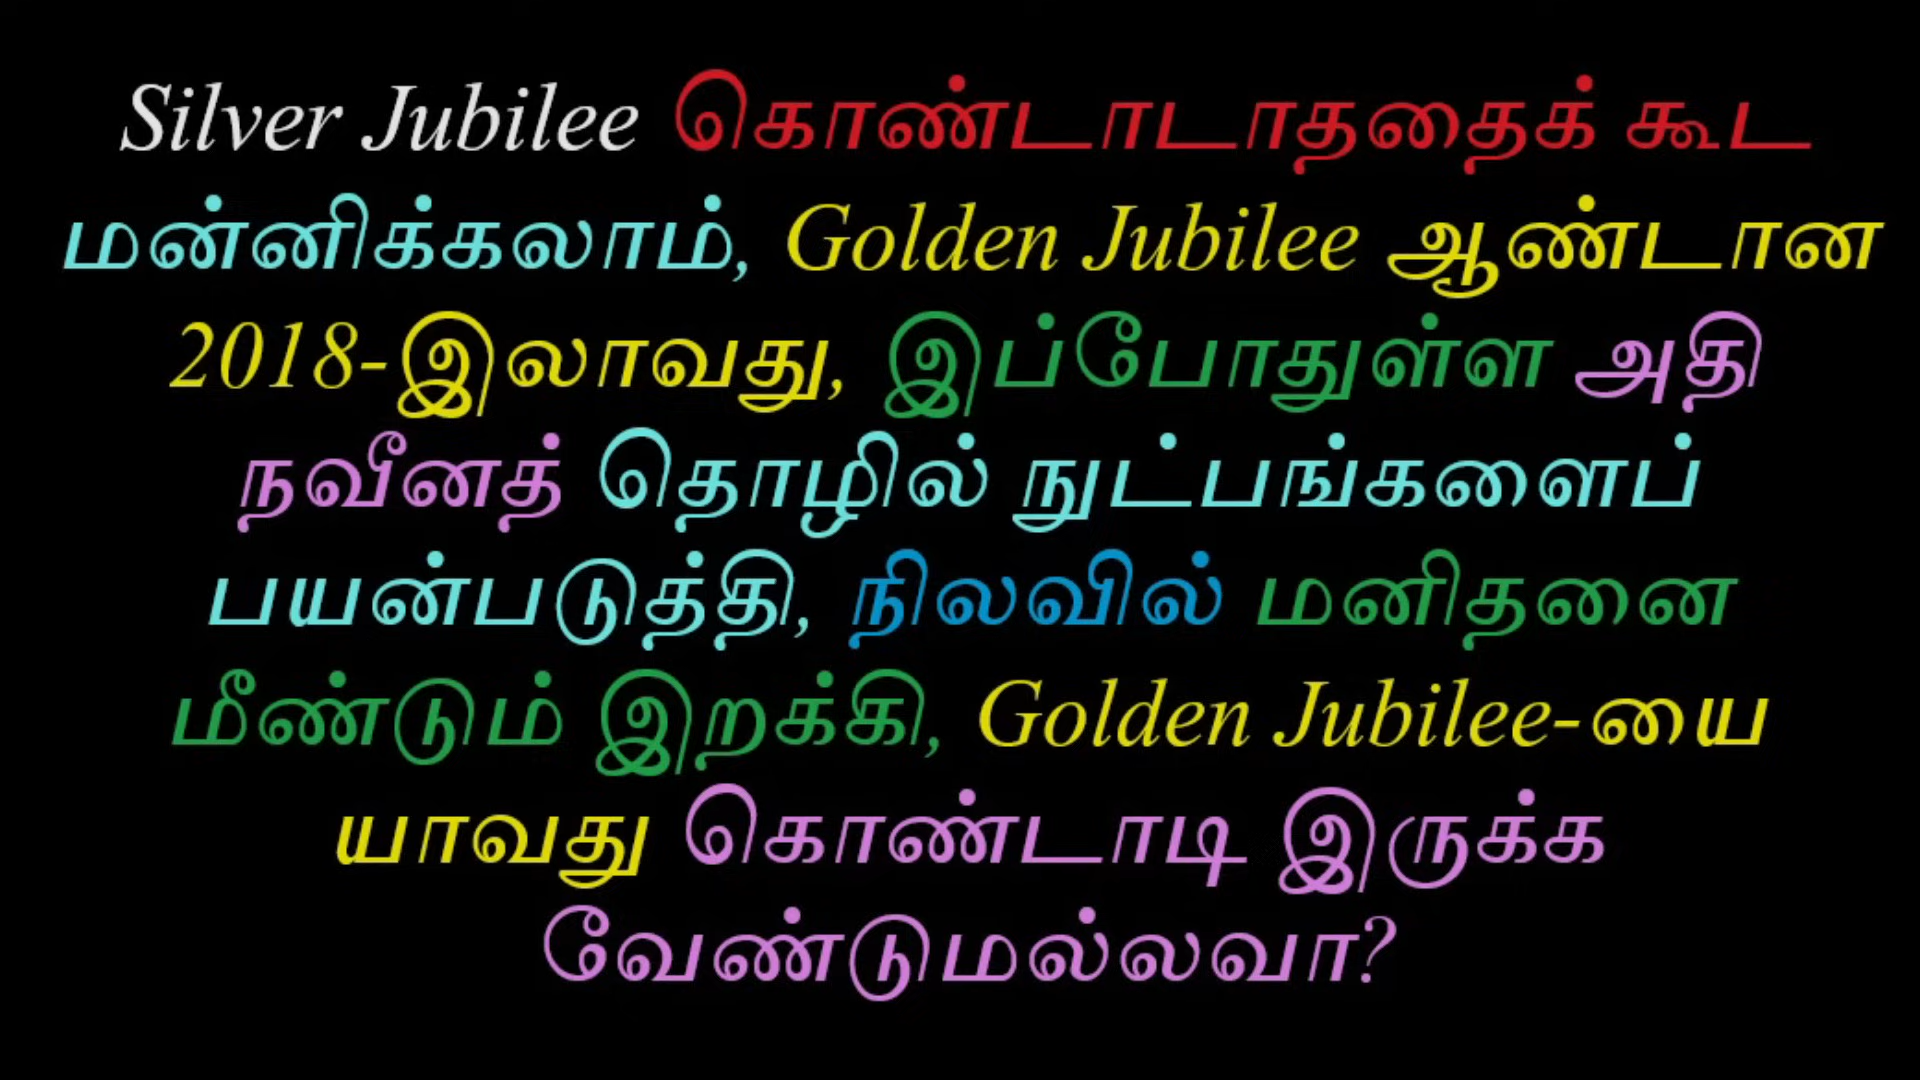 Silver Jubilee கொண்டாடாததைக் கூட
மன்னிக்கலாம், Golden Jubilee ஆண்டான
2018-இலாவது, இப்போதுள்ள அதி
நவீனத் தொழில் நுட்பங்களைப்
பயன்படுத்தி, நிலவில் மனிதனை
மீண்டும் இறக்கி, Golden Jubilee-யை
யாவது கொண்டாடி இருக்க
வேண்டுமல்லவா?